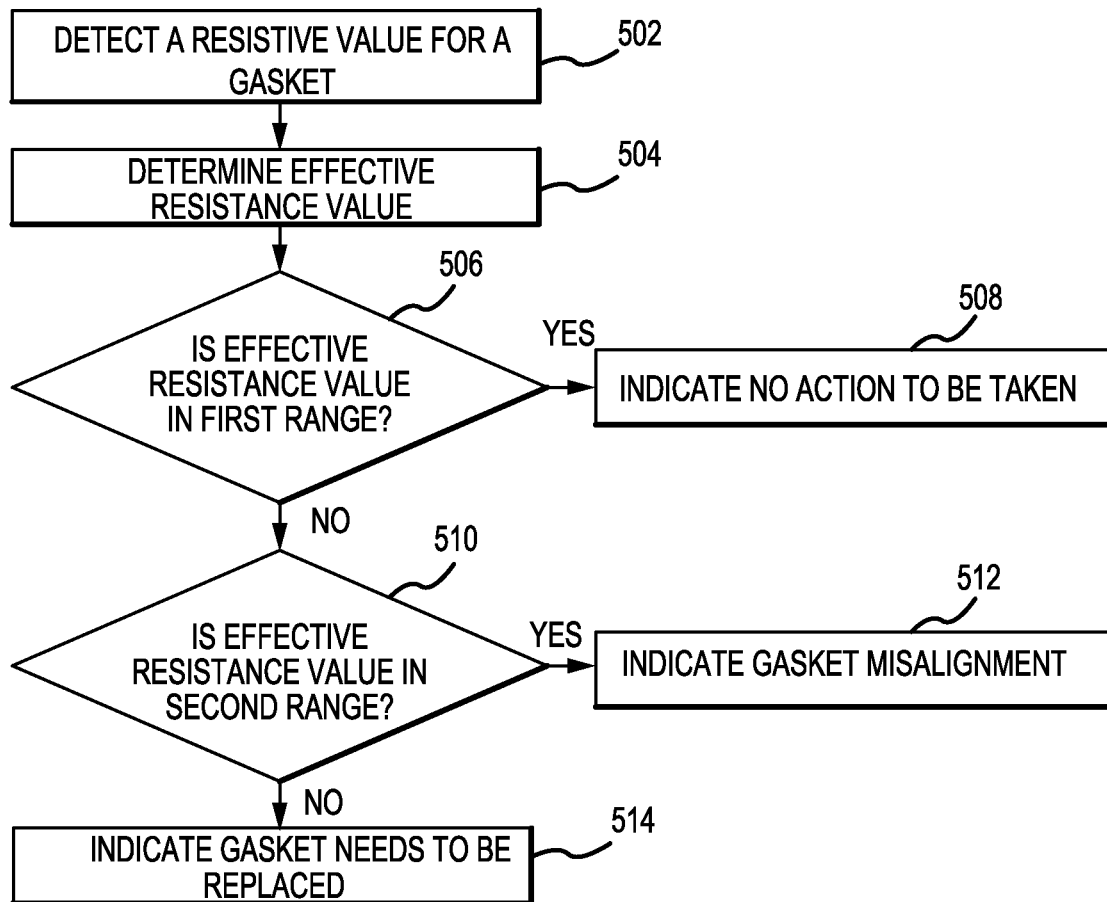 DETECT A RESISTIVE VALUE FOR A
GASKET
502
DETERMINE EFFECTIVE
RESISTANCE VALUE
504
506
IS EFFECTIVE
RESISTANCE VALUE
IN FIRST RANGE?
YES
508
INDICATE NO ACTION TO BE TAKEN
NO
510
IS EFFECTIVE
RESISTANCE VALUE IN
SECOND RANGE?
YES
512
INDICATE GASKET MISALIGNMENT
NO
INDICATE GASKET NEEDS TO BE
REPLACED
514